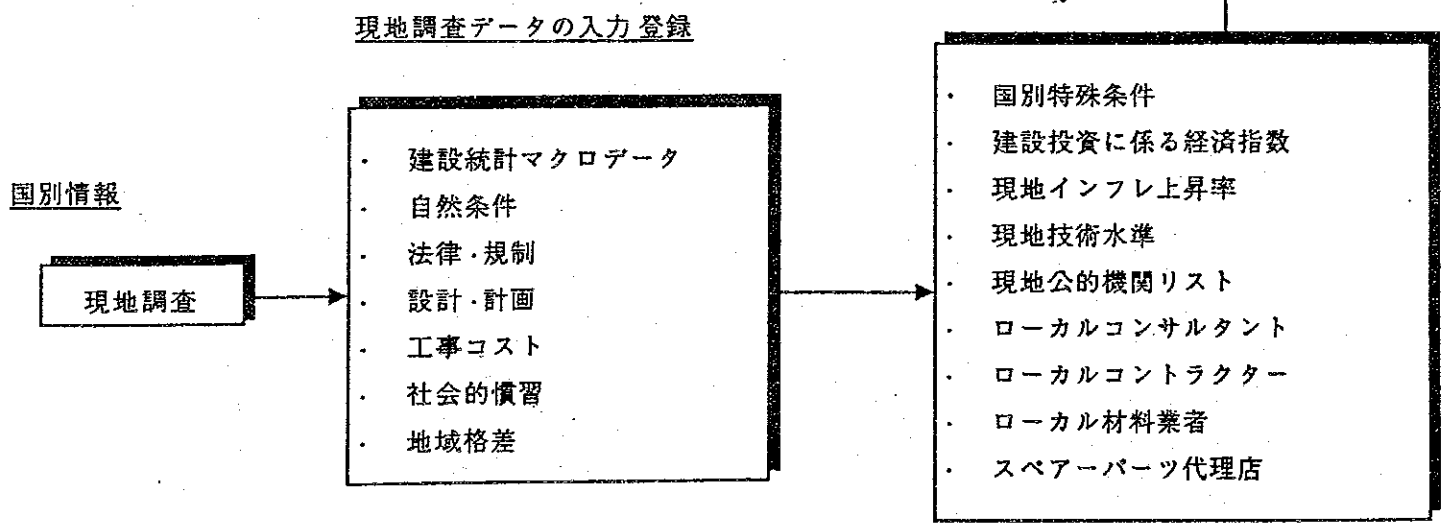 現地調査データの入力 登録
国別情報
現地調査
・ 建設統計マクロデータ
・ 自然条件
・ 法律・規制
・ 設計・計画
・ 工事コスト
・ 社会的慣習
・ 地域格差
・ 国別特殊条件
・ 建設投資に係る経済指数
・ 現地インフレ上昇率
・ 現地技術水準
・ 現地公的機関リスト
・ ローカルコンサルタント
・ ローカルコントラクター
・ ローカル材料業者
・ スペアーパーツ代理店